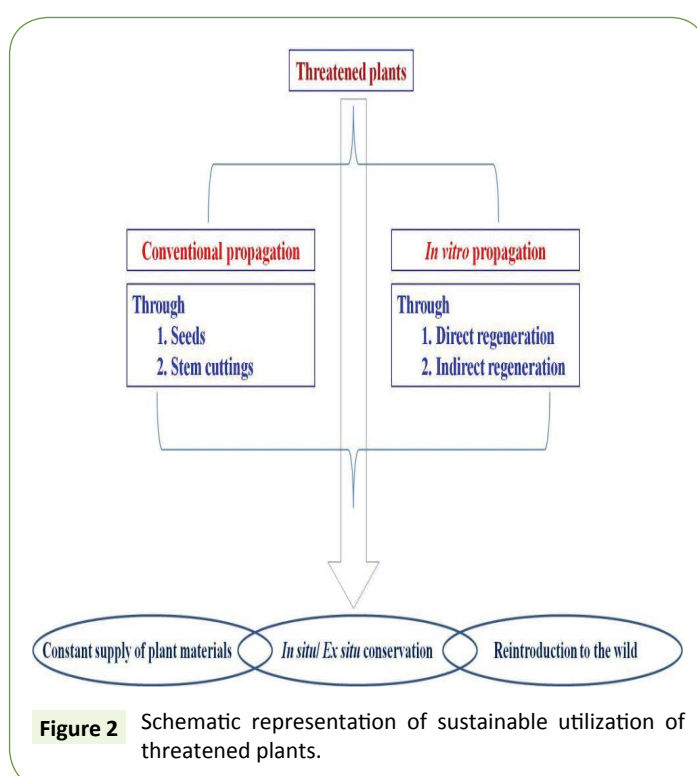 Threatened plants
Conventional propagation
In vitro propagation
Through
1. Seeds
2. Stem cuttings
Through
1. Direct regeneration
2. Indirect regeneration
Constant supply of plant materials
In situ/ Ex situ conservation
Reintroduction to the wild
Figure 2 Schematic representation of sustainable utilization of
threatened plants.